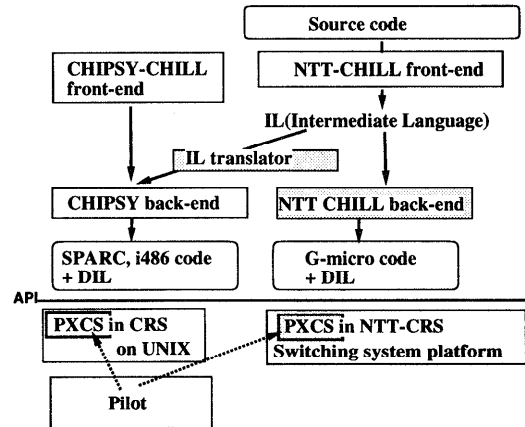 Source code
CHIPSY-CHILL
front-end
NTT-CHILL front-end
IL(Intermediate Language)
IL translator
CHIPSY back-end
NTT CHILL back-end
SPARC, i486 code
+ DIL
G-micro code
+ DIL
API
PXCS in CRS
on UNIX
PXCS in NTT-CRS
Switching system platform
Pilot